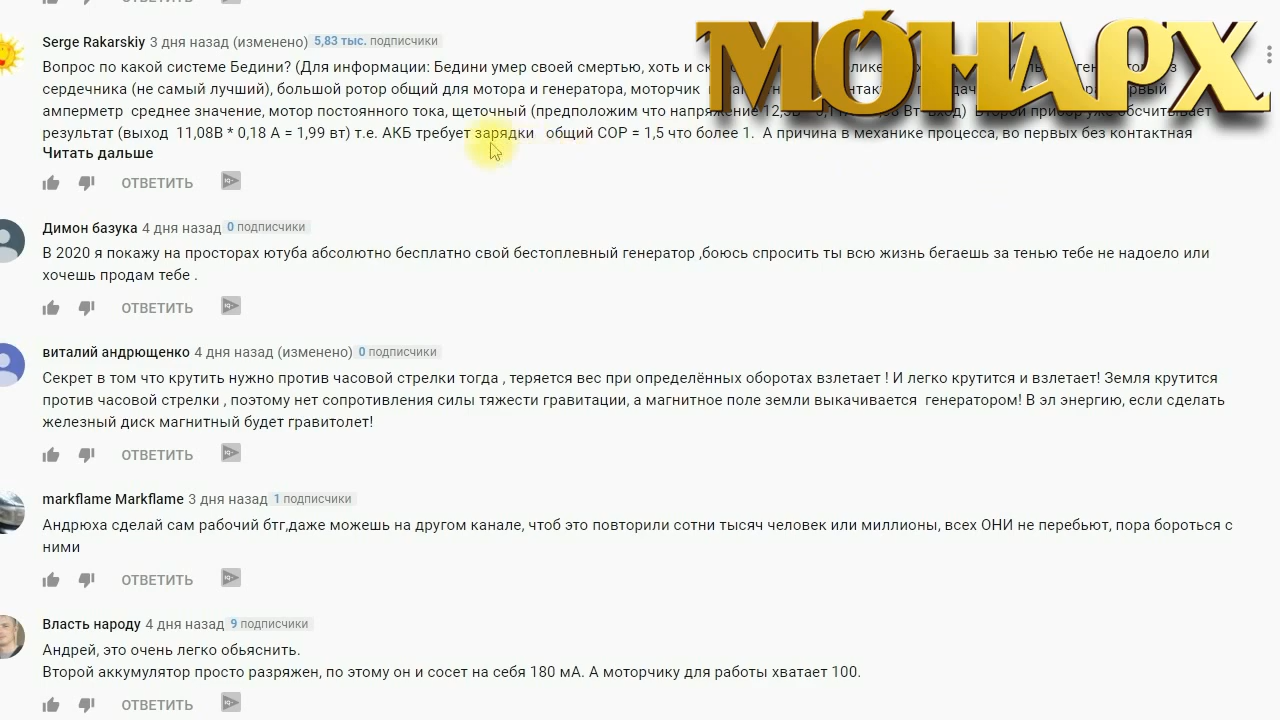 ОТВЕТИТЬ
МОНАРХ
Serge Rakarskiy 3 дня назад (изменено) 5,83 тыс. подписчики
Вопрос по какой системе Бедини? (Для информации: Бедини умер своей смертью, хоть и
сердечника (не самый лучший), большой ротор общий для мотора и генератора, моторчик
амперметр среднее значение, мотор постоянного тока, щеточный (предположим что напряжение
результат (выход 11,08В * 0,18 А = 1,99 вт) т.е. АКБ требует зарядки общий СОР = 1,5 что более 1. А причина в механике процесса, во первых без контактная
Читать дальше
ОТВЕТИТЬ
Димон базука 4 дня назад 0 подписчики
В 2020 я покажу на просторах ютуба абсолютно бесплатно свой бестоплевный генератор ,боюсь спросить ты всю жизнь бегаешь за тенью тебе не надоело или
хочешь продам тебе .
ОТВЕТИТЬ
виталий андрющенко 4 дня назад (изменено) 0 подписчики
Секрет в том что крутить нужно против часовой стрелки тогда , теряется вес при определённых оборотах взлетает ! И легко крутится и взлетает! Земля крутится
против часовой стрелки , поэтому нет сопротивления силы тяжести гравитации, а магнитное поле земли выкачивается генератором! В эл энергию, если сделать
железный диск магнитный будет гравитолет!
ОТВЕТИТЬ
markflame Markflame 3 дня назад 1 подписчики
Андрюха сделай сам рабочий бтг,даже можешь на другом канале, чтоб это повторили сотни тысяч человек или миллионы, всех ОНИ не перебьют, пора бороться с
ними
ОТВЕТИТЬ
Власть народу 4 дня назад 9 подписчики
Андрей, это очень легко обьяснить.
Второй аккумулятор просто разряжен, по этому он и сосет на себя 180 мА. А моторчику для работы хватает 100.
ОТВЕТИТЬ